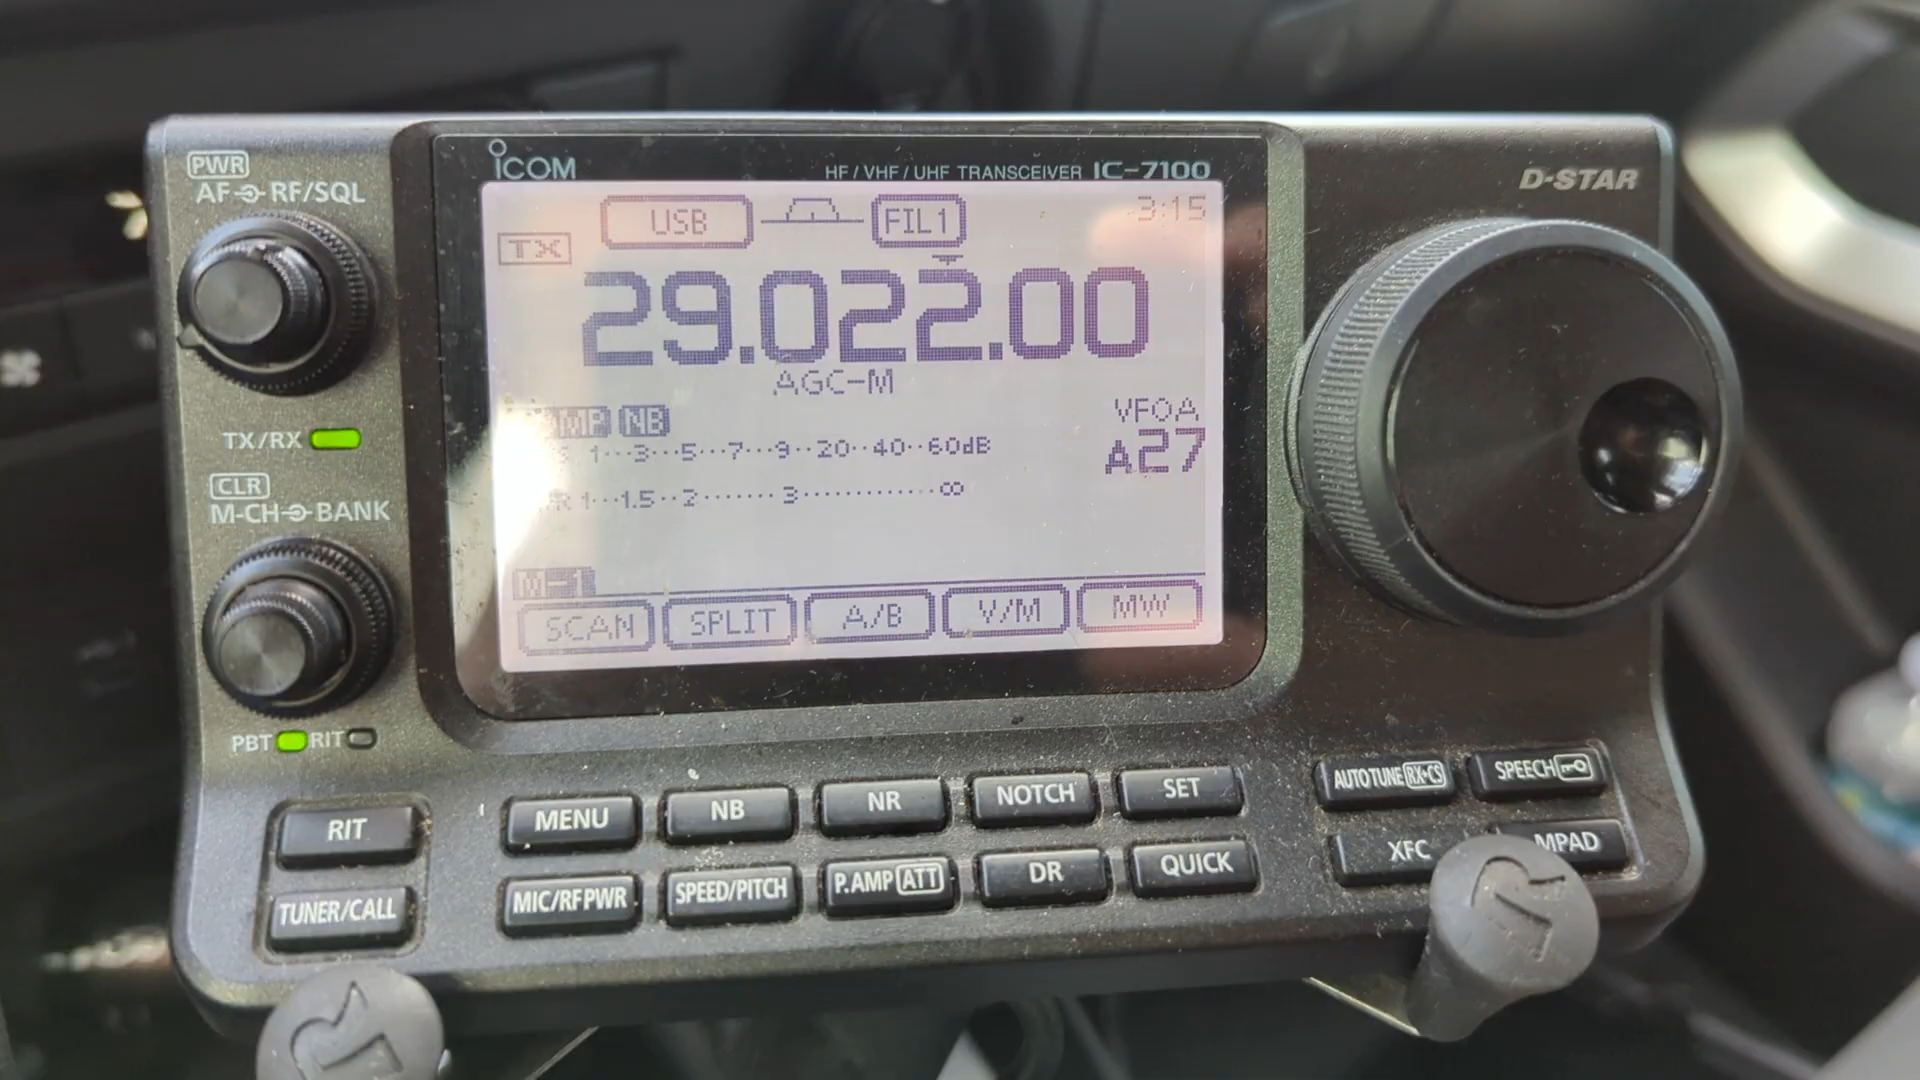 PWR
AF RF/SQL
ICOM
HF / VHF / UHF TRANSCEIVER IC-7100
D-STAR
USB FIL1 3:15
TX
29.022.00
AGC-M
NB VFOA
1···3··5···7···9··20··40··60dB A27
1··1.5··2·······3············∞
TX/RX
CLR
M-CH BANK
M-1
SCAN SPLIT A/B V/M MW
PBT RIT
RIT MENU NB NR NOTCH SET AUTOTUNE RX→CS SPEECH
TUNER/CALL MIC/RF PWR SPEED/PITCH P.AMP ATT DR QUICK XFC MPAD